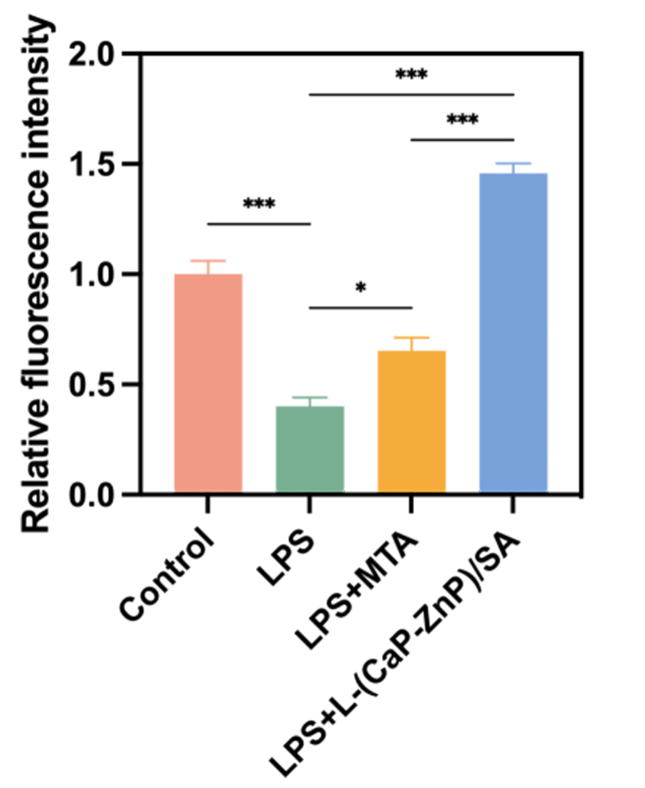 Relative fluorescence intensity
2.0
1.5
1.0
0.5
0.0
***
***
***
*
Control
LPS
LPS+MTA
LPS+L-(CaP-ZnP)/SA